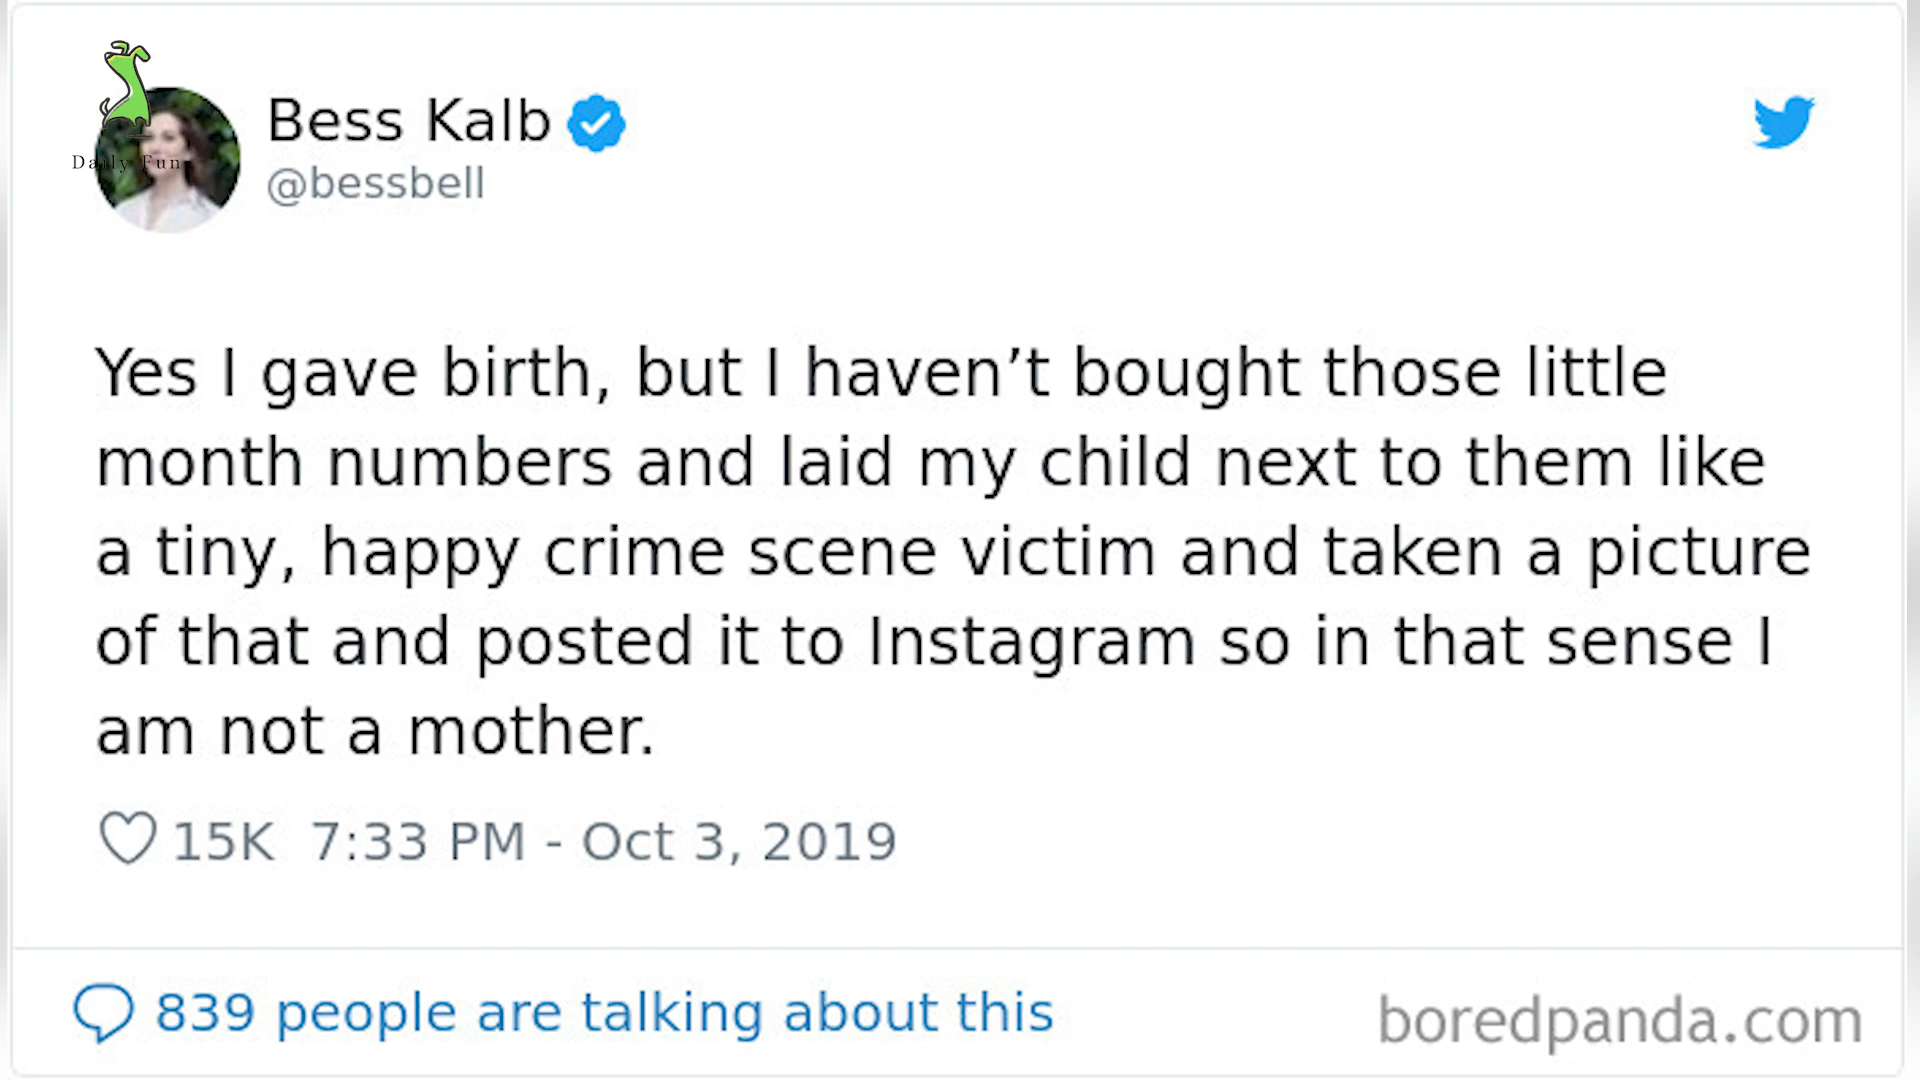 Bess Kalb
@bessbell
Daily Fun
Yes I gave birth, but I haven’t bought those little
month numbers and laid my child next to them like
a tiny, happy crime scene victim and taken a picture
of that and posted it to Instagram so in that sense I
am not a mother.
15K 7:33 PM - Oct 3, 2019
839 people are talking about this
boredpanda.com